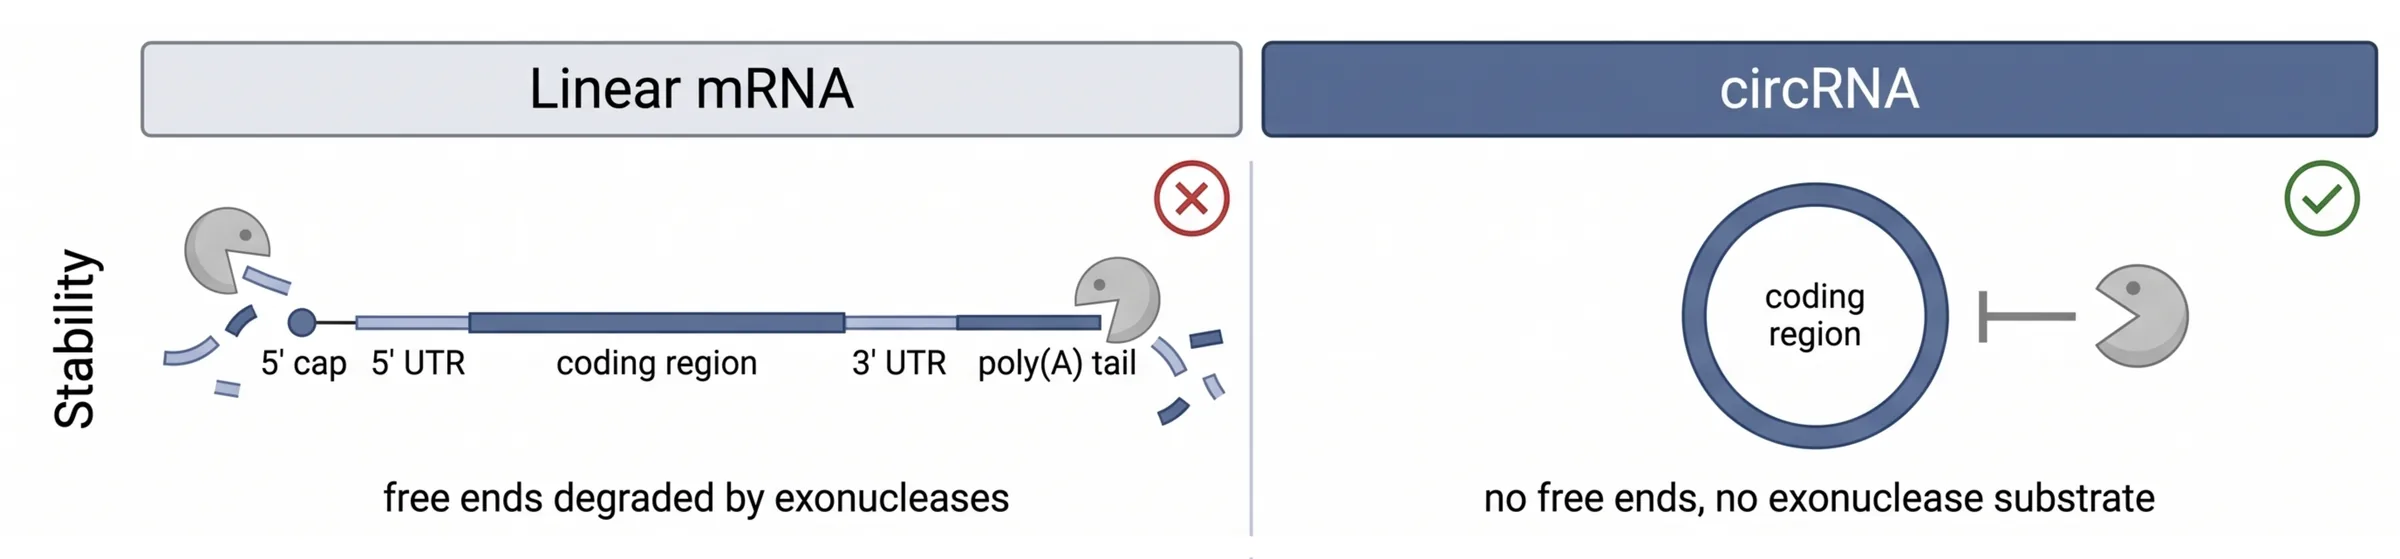 Linear mRNA
circRNA
Stability
5' cap
5' UTR
coding region
3' UTR
poly(A) tail
free ends degraded by exonucleases
coding
region
no free ends, no exonuclease substrate